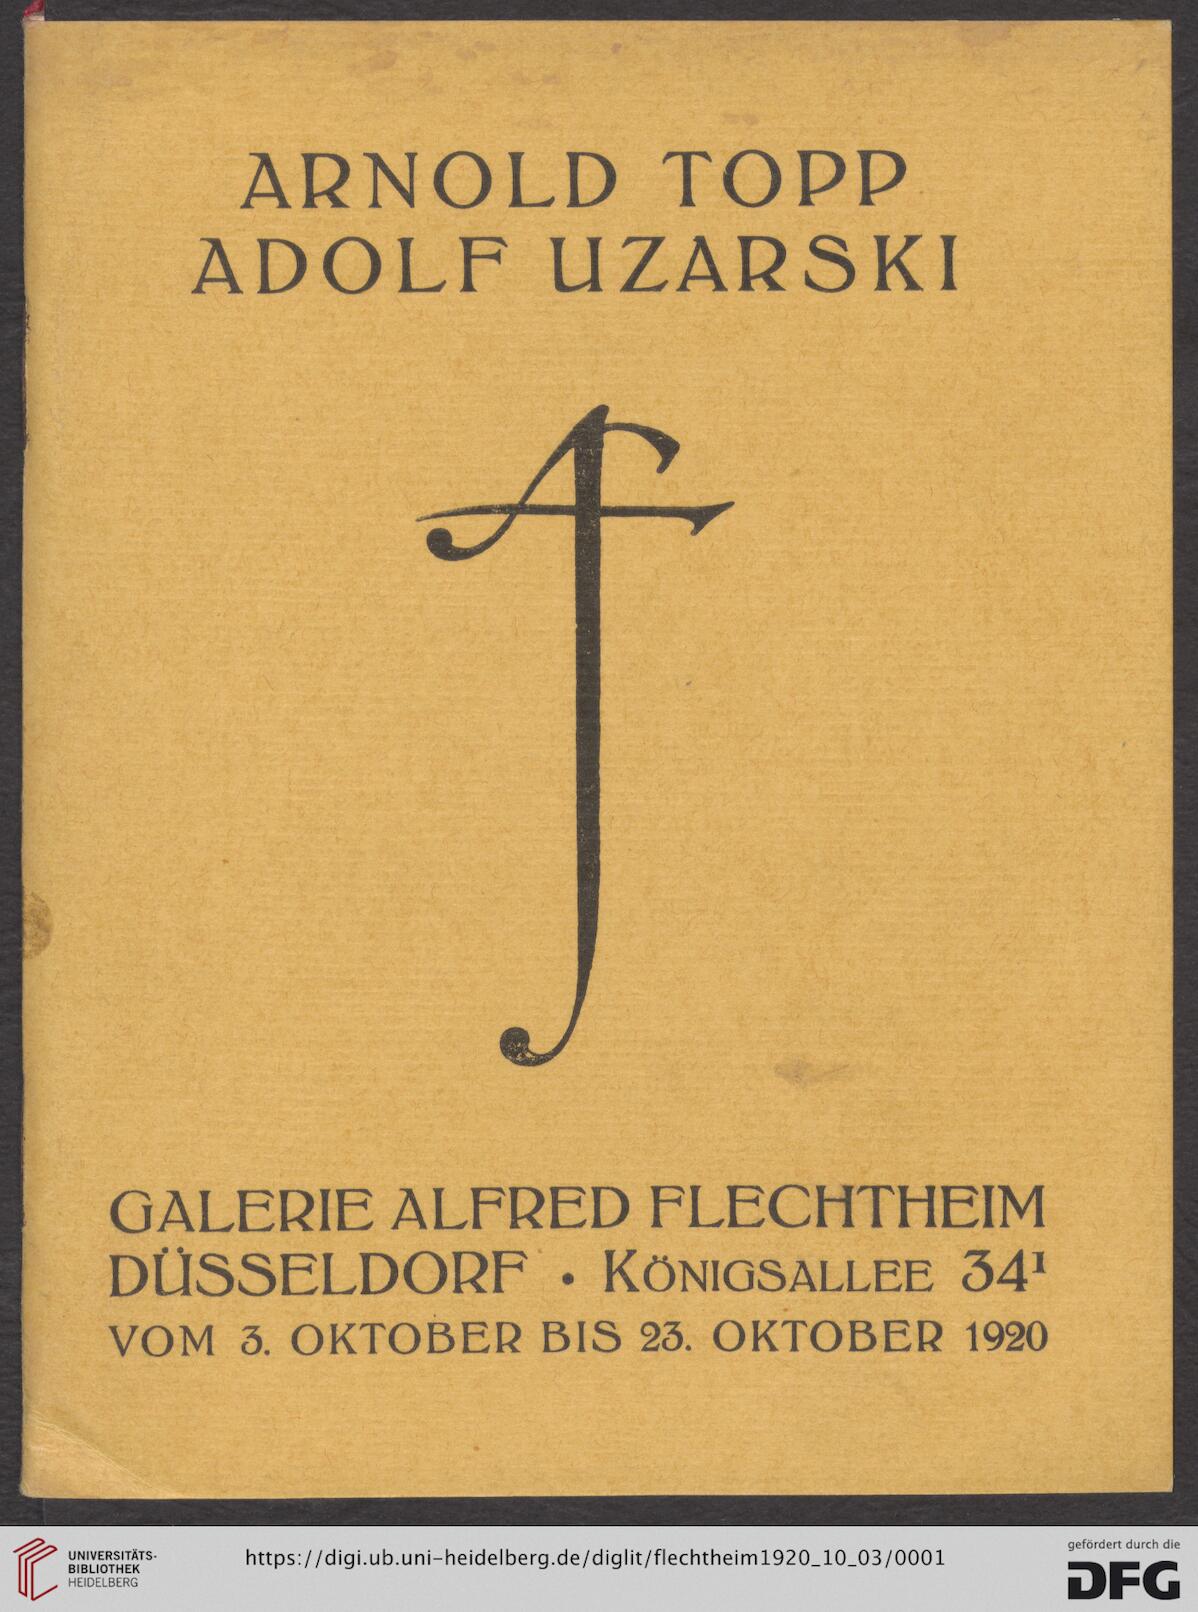 ARNOLD TOPP
ADOLF UZARSKI
AF
GALERIE ALFRED FLECHTHEIM
DÜSSELDORF • KÖNIGSALLEE 34¹
VOM 3. OKTOBER BIS 23. OKTOBER 1920
UNIVERSITÄTS-
BIBLIOTHEK
HEIDELBERG
https://digi.ub.uni-heidelberg.de/diglit/flechtheim1920_10_03/0001
gefördert durch die
DFG